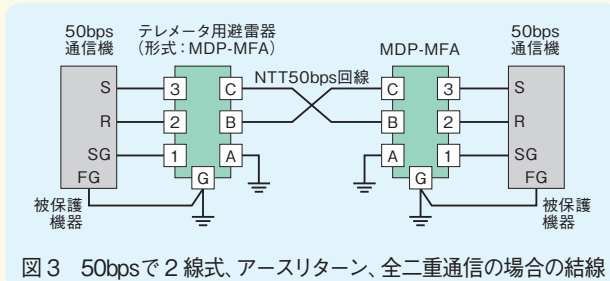 50bps
通信機
テレメータ用避雷器
(形式:MDP-MFA)
MDP-MFA
50bps
通信機
NTT50bps回線
S
3
C
C
3
S
R
2
B
B
2
R
SG
1
A
A
1
SG
FG
G
G
FG
被保護
機器
被保護
機器
図3 50bpsで2線式、アースリターン、全二重通信の場合の結線